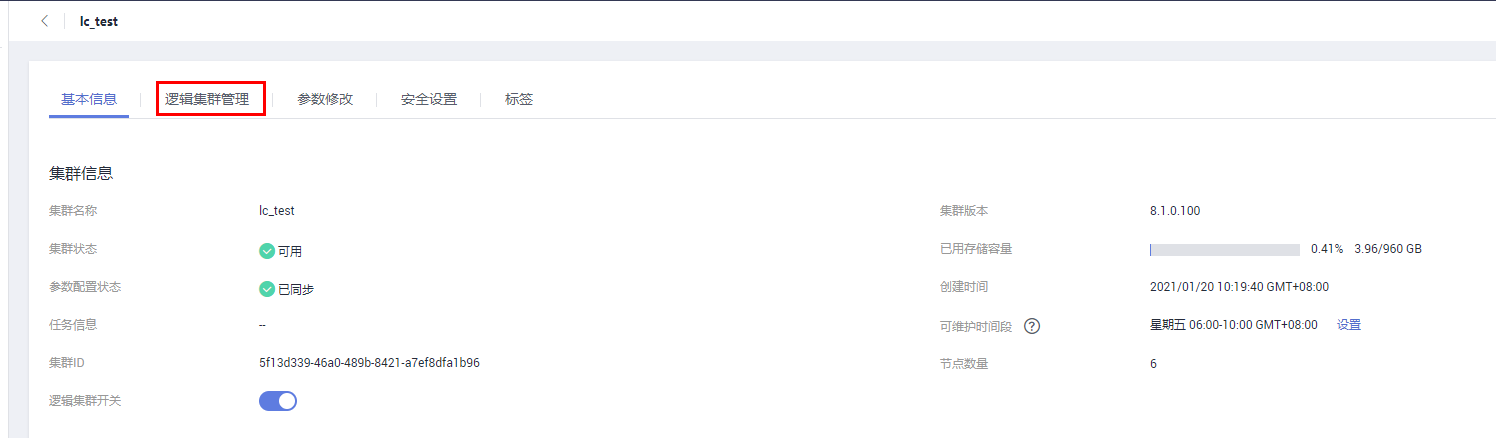 lc_test
基本信息 逻辑集群管理 参数修改 安全设置 标签
集群信息
集群名称 lc_test 集群版本 8.1.0.100
集群状态 可用 已用存储容量 0.41% 3.96/960 GB
参数配置状态 已同步 创建时间 2021/01/20 10:19:40 GMT+08:00
任务信息 -- 可维护时间段 ? 星期五 06:00-10:00 GMT+08:00 设置
集群ID 5f13d339-46a0-489b-8421-a7ef8dfa1b96 节点数量 6
逻辑集群开关